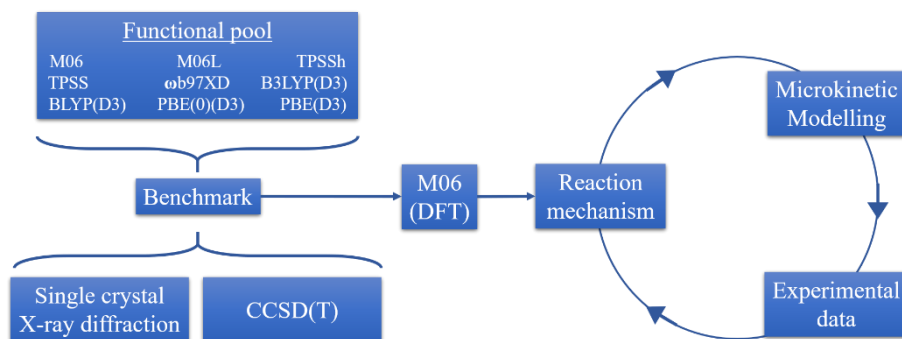 Functional pool
M06 M06L TPSSh
TPSS ωb97XD B3LYP(D3)
BLYP(D3) PBE(0)(D3) PBE(D3)
Benchmark
M06
(DFT)
Reaction
mechanism
Microkinetic
Modelling
Experimental
data
Single crystal
X-ray diffraction
CCSD(T)